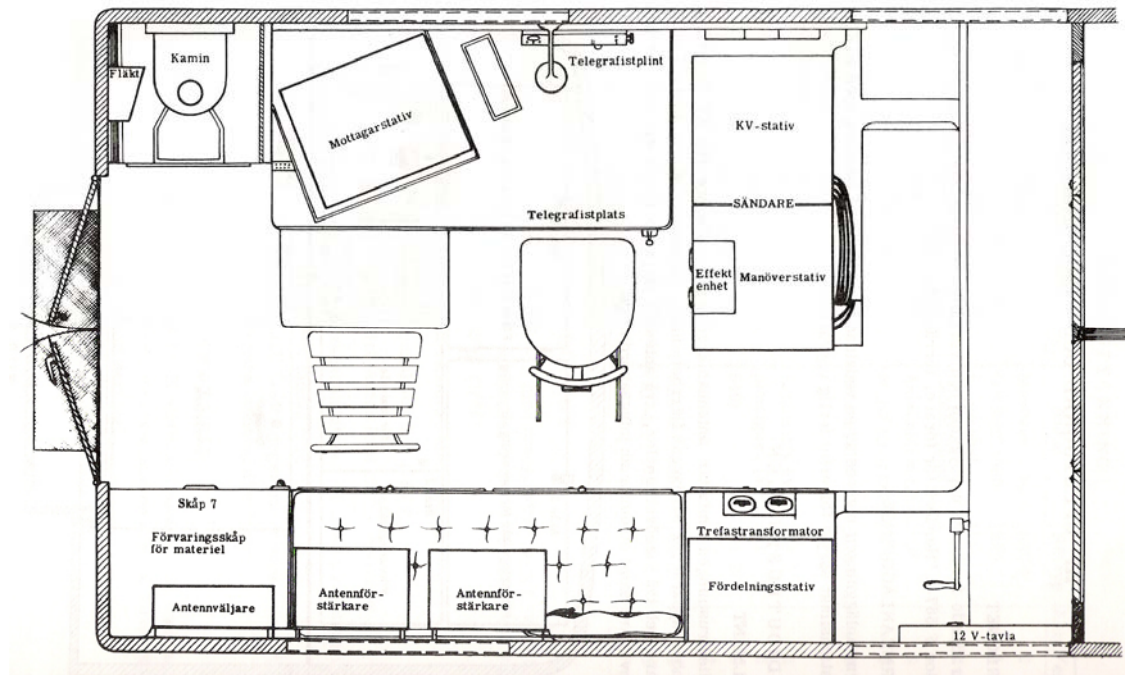 Kamin
Fläkt
Mottagarstativ
Telegrafistplint
KV-stativ
SÄNDARE
Telegrafistplats
Effekt
enhet
Manöverstativ
Skåp 7
Förvaringsskåp
för materiel
Antennväljare
Antennför-
stärkare
Antennför-
stärkare
Trefastransformator
Fördelningsstativ
12 V-tavla